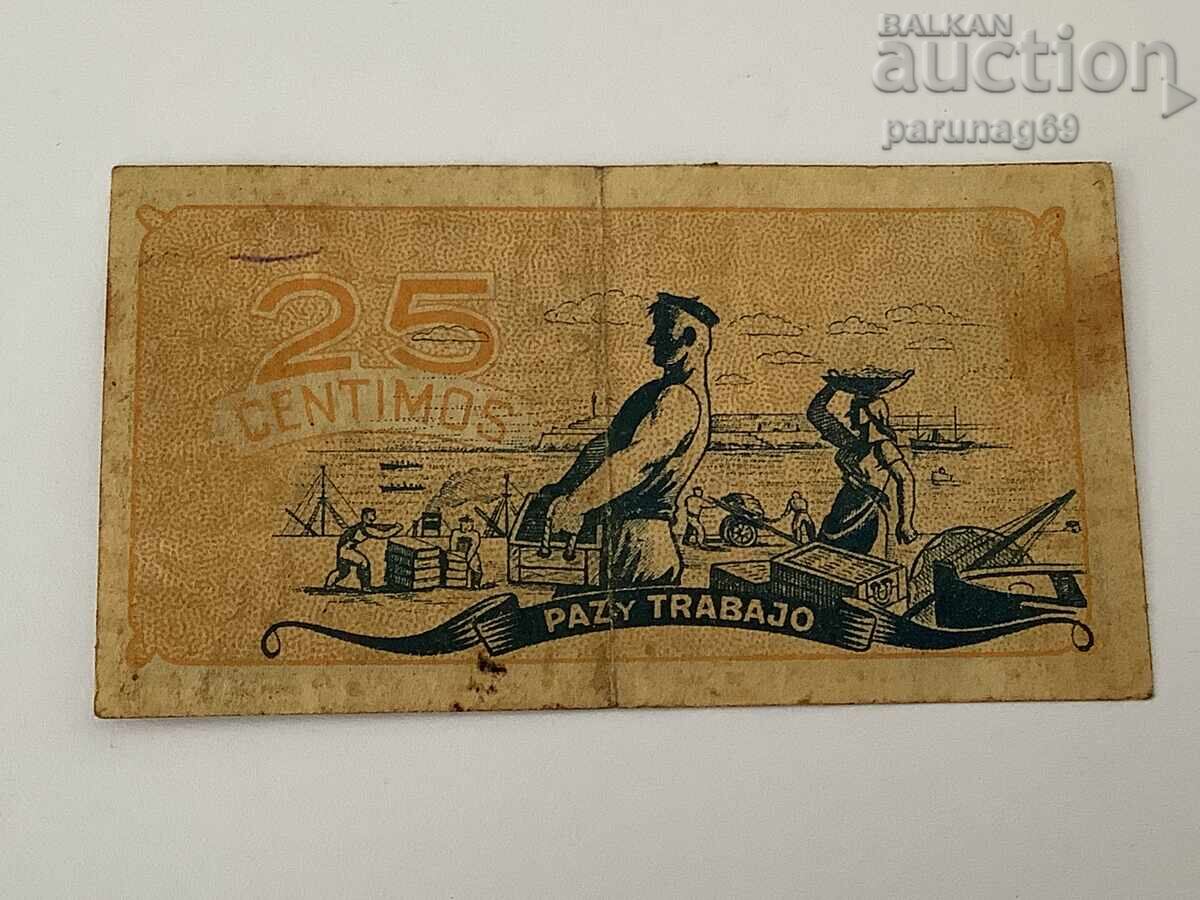 BALKAN
auction
parunag69
25
CENTIMOS
PAZ Y TRABAJO